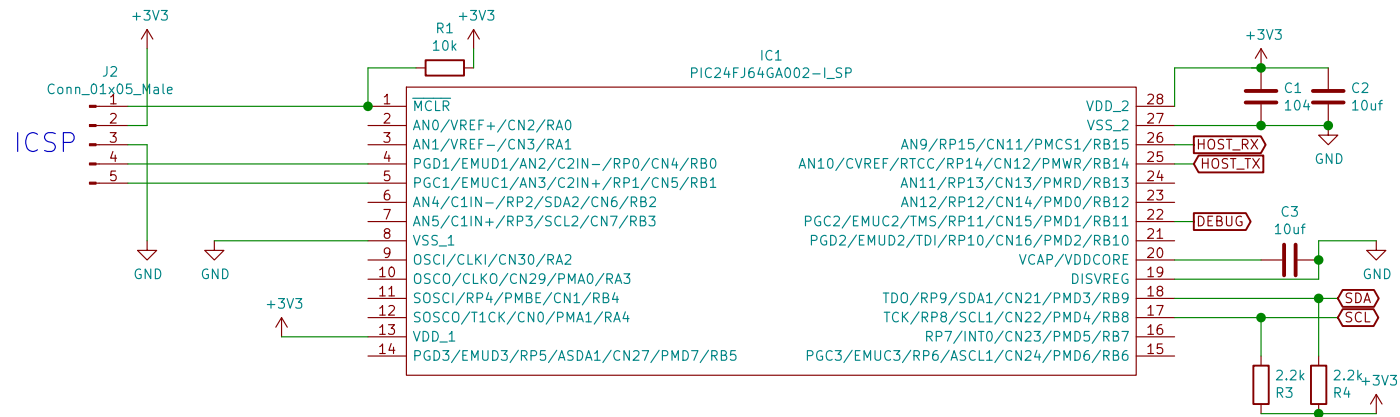 +3V3
J2
Conn_01x05_Male
1
2
3
4
5
ICSP
GND
R1
10k
+3V3
IC1
PIC24FJ64GA002-I_SP
1 MCLR
2 AN0/VREF+/CN2/RA0
3 AN1/VREF-/CN3/RA1
4 PGD1/EMUD1/AN2/C2IN-/RP0/CN4/RB0
5 PGC1/EMUC1/AN3/C2IN+/RP1/CN5/RB1
6 AN4/C1IN-/RP2/SDA2/CN6/RB2
7 AN5/C1IN+/RP3/SCL2/CN7/RB3
8 VSS_1
9 OSCI/CLKI/CN30/RA2
10 OSCO/CLKO/CN29/PMA0/RA3
11 SOSCI/RP4/PMBE/CN1/RB4
12 SOSCO/T1CK/CN0/PMA1/RA4
13 VDD_1
14 PGD3/EMUD3/RP5/ASDA1/CN27/PMD7/RB5
GND
+3V3
VDD_2 28
VSS_2 27
AN9/RP15/CN11/PMCS1/RB15 26 HOST_RX
AN10/CVREF/RTCC/RP14/CN12/PMWR/RB14 25 HOST_TX
AN11/RP13/CN13/PMRD/RB13 24
AN12/RP12/CN14/PMD0/RB12 23
PGC2/EMUC2/TMS/RP11/CN15/PMD1/RB11 22 DEBUG
PGD2/EMUD2/TDI/RP10/CN16/PMD2/RB10 21
VCAP/VDDCORE 20
DISVREG 19
TDO/RP9/SDA1/CN21/PMD3/RB9 18 SDA
TCK/RP8/SCL1/CN22/PMD4/RB8 17 SCL
RP7/INT0/CN23/PMD5/RB7 16
PGC3/EMUC3/RP6/ASCL1/CN24/PMD6/RB6 15
+3V3
C1
104
C2
10uf
GND
C3
10uf
GND
2.2k
R3
2.2k
R4
+3V3